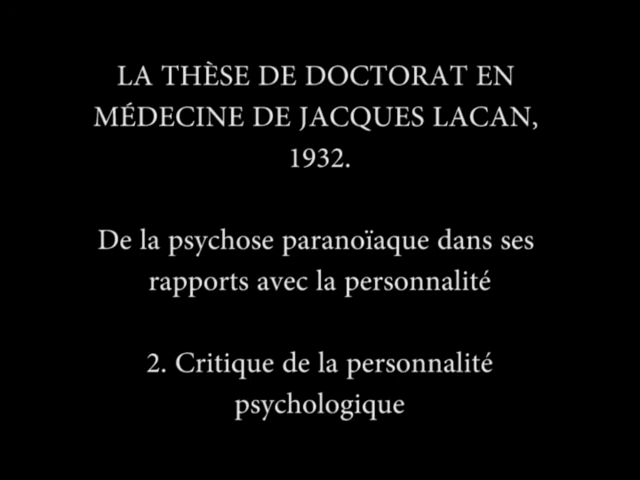 LA THÈSE DE DOCTORAT EN
MÉDECINE DE JACQUES LACAN,
1932.
De la psychose paranoïaque dans ses
rapports avec la personnalité
2. Critique de la personnalité
psychologique